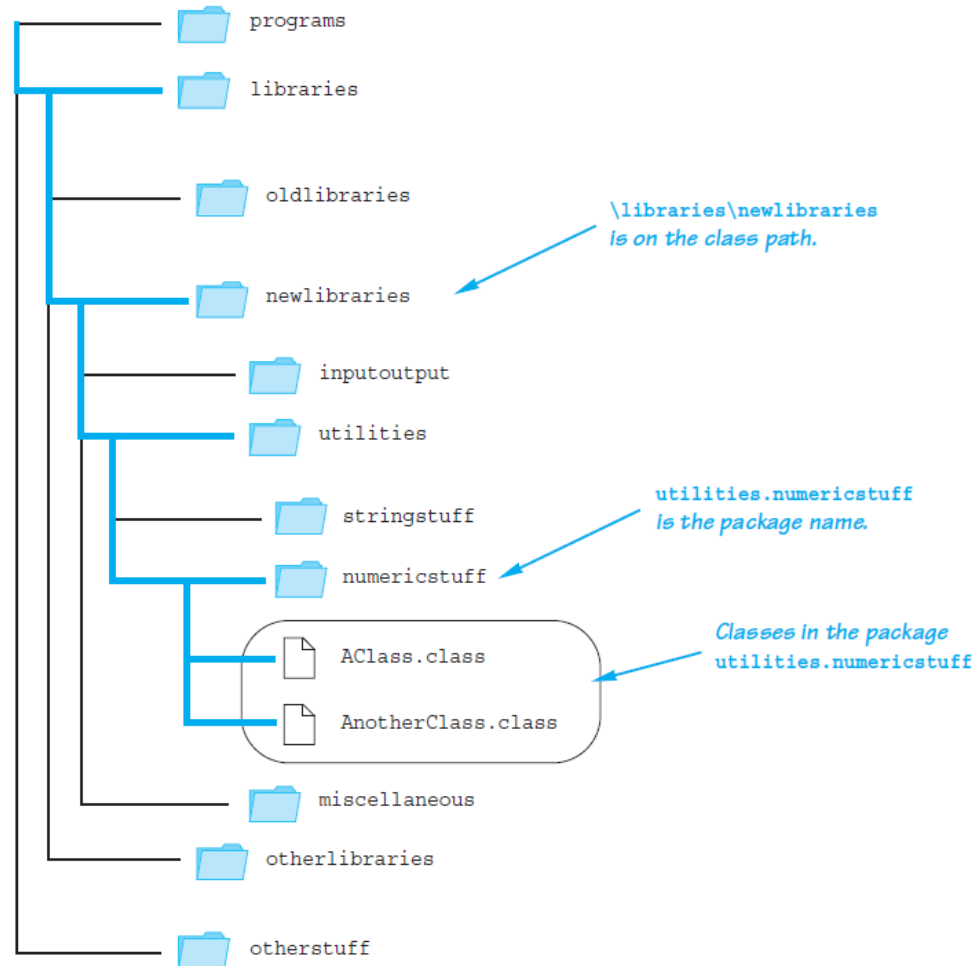 programs
libraries
oldlibraries
\libraries\newlibraries
is on the class path.
newlibraries
inputoutput
utilities
utilities.numericstuff
is the package name.
stringstuff
numericstuff
Classes in the package
utilities.numericstuff
AClass.class
AnotherClass.class
miscellaneous
otherlibraries
otherstuff